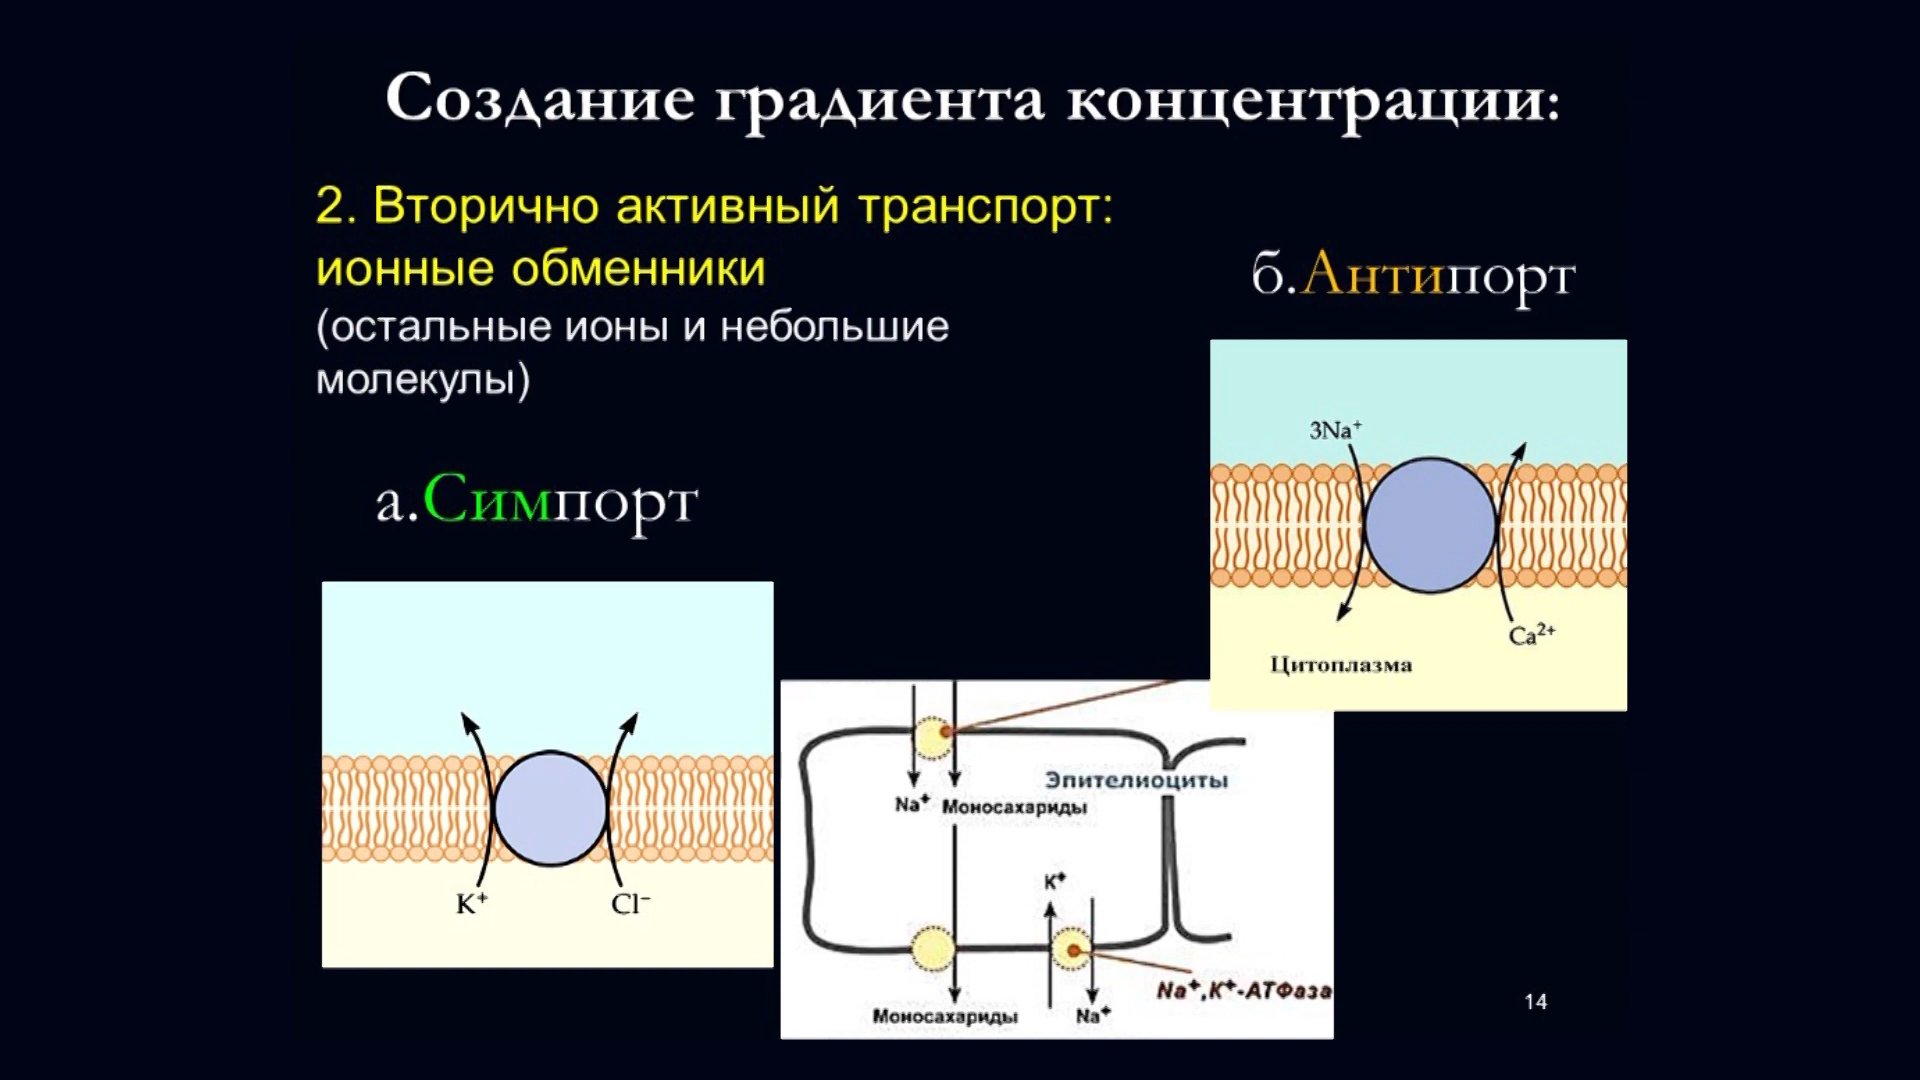 Создание градиента концентрации:
2. Вторично активный транспорт:
ионные обменники
(остальные ионы и небольшие
молекулы)
б.Антипорт
а.Симпорт
3Na⁺
Ca²⁺
Цитоплазма
K⁺
Cl⁻
Эпителиоциты
Na⁺ Моносахариды
K⁺
Na⁺,K⁺-АТФаза
Моносахариды
Na⁺
14